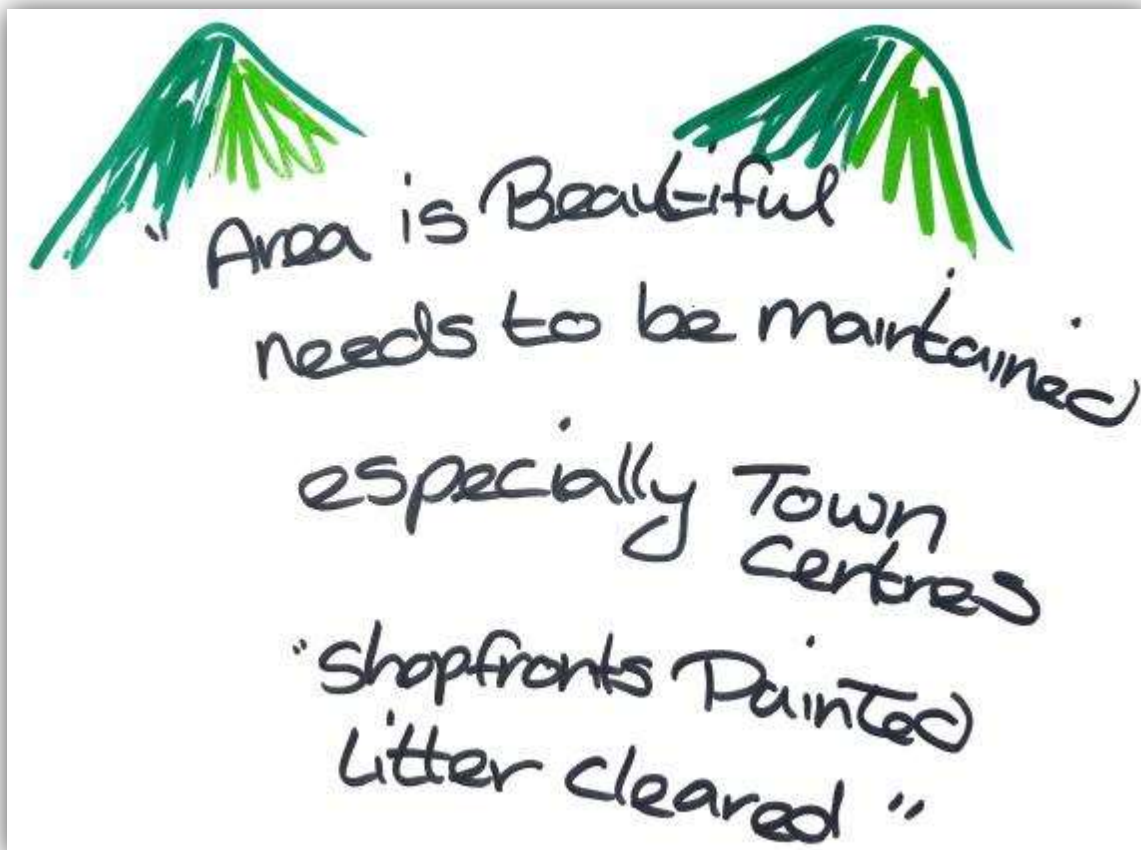 " Area is Beautiful
needs to be maintained
especially Town
Centres
"Shopfronts Painted
Litter cleared "